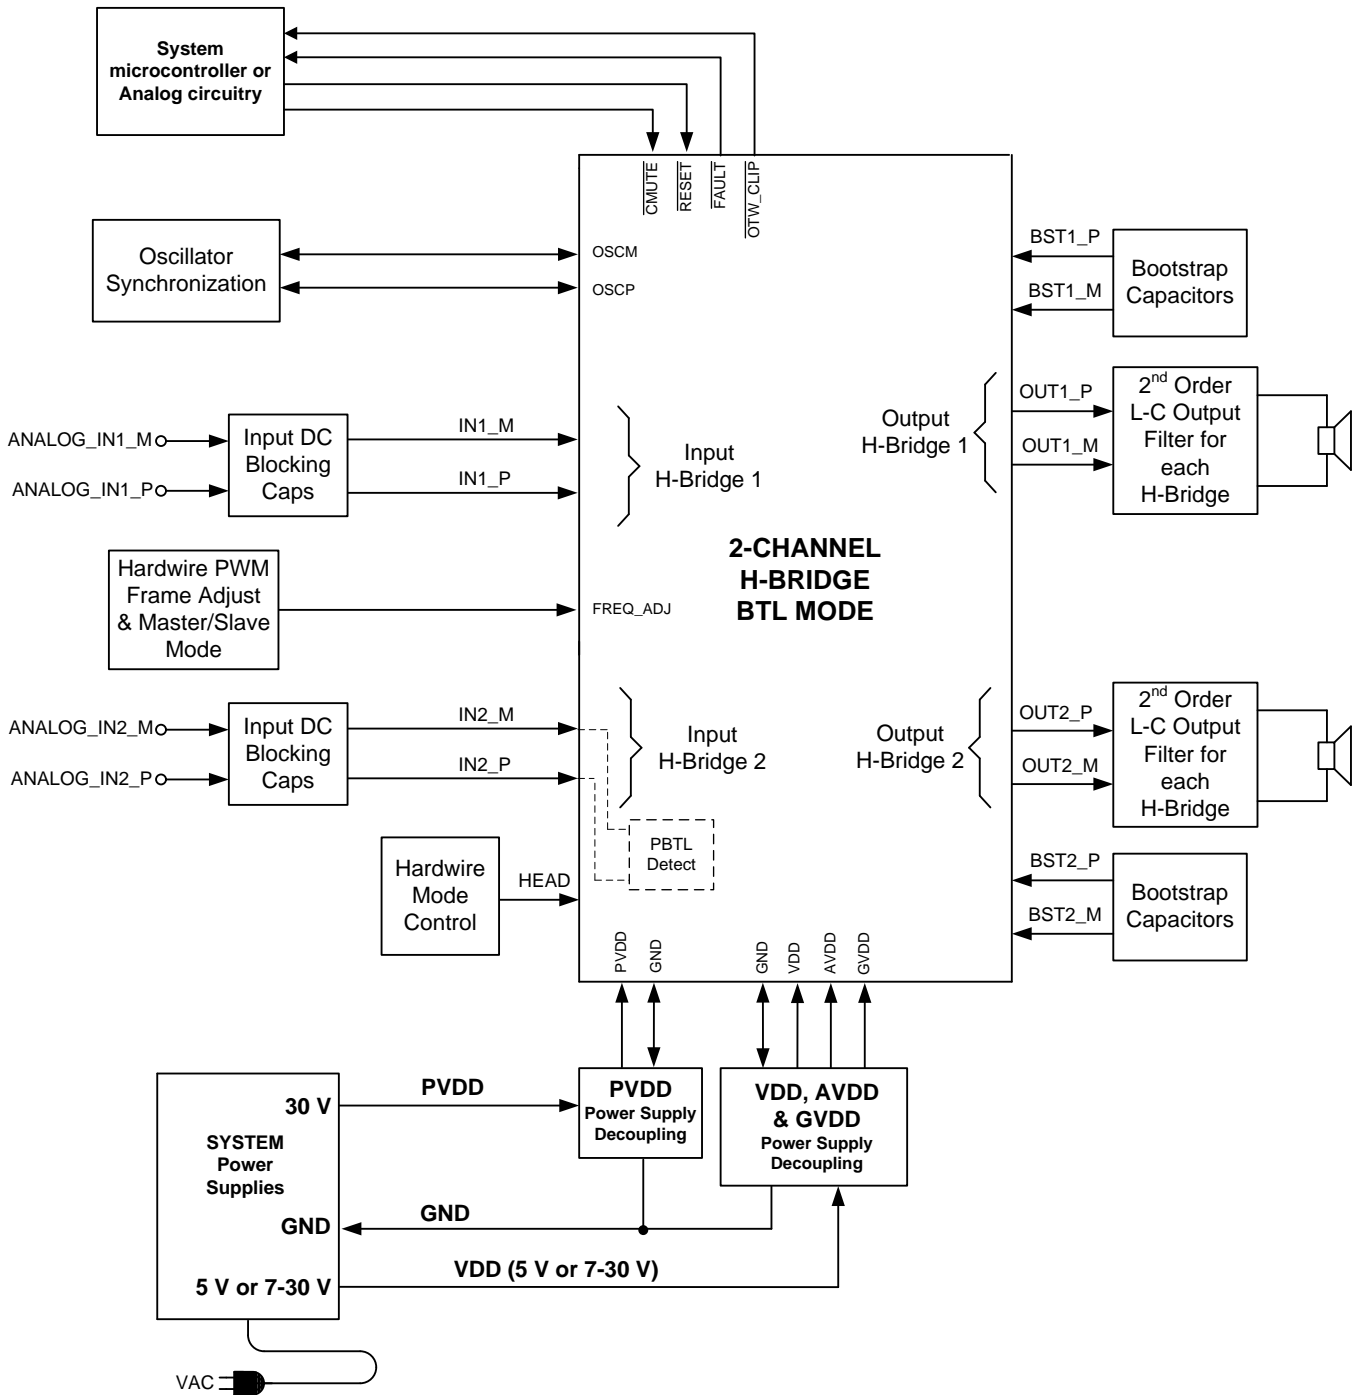 System
microcontroller or
Analog circuitry
CMUTE
RESET
FAULT
OTW_CLIP
Oscillator
Synchronization
OSCM
OSCP
BST1_P
BST1_M
Bootstrap
Capacitors
ANALOG_IN1_M
ANALOG_IN1_P
Input DC
Blocking
Caps
IN1_M
IN1_P
Input
H-Bridge 1
Output
H-Bridge 1
OUT1_P
OUT1_M
2nd Order
L-C Output
Filter for
each
H-Bridge
2-CHANNEL
H-BRIDGE
BTL MODE
Hardwire PWM
Frame Adjust
& Master/Slave
Mode
FREQ_ADJ
ANALOG_IN2_M
ANALOG_IN2_P
Input DC
Blocking
Caps
IN2_M
IN2_P
Input
H-Bridge 2
Output
H-Bridge 2
OUT2_P
OUT2_M
2nd Order
L-C Output
Filter for
each
H-Bridge
PBTL
Detect
Hardwire
Mode
Control
HEAD
BST2_P
BST2_M
Bootstrap
Capacitors
PVDD
GND
GND
VDD
AVDD
GVDD
30 V
SYSTEM
Power
Supplies
GND
5 V or 7-30 V
PVDD
PVDD
Power Supply
Decoupling
VDD, AVDD
& GVDD
Power Supply
Decoupling
GND
VDD (5 V or 7-30 V)
VAC